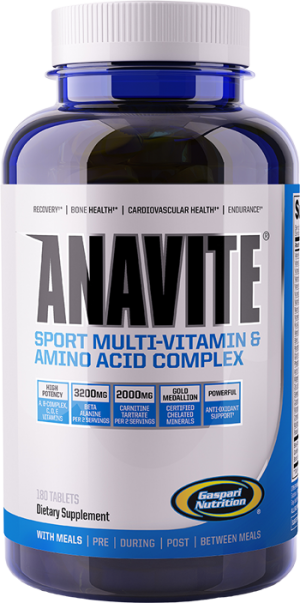 RECOVERY†* | BONE HEALTH†* | CARDIOVASCULAR HEALTH†* | ENDURANCE†*
ANAVITE®
SPORT MULTI-VITAMIN &
AMINO ACID COMPLEX
HIGH POTENCY
A, B-COMPLEX, C, D, E VITAMINS
3200MG
BETA ALANINE PER 2 SERVINGS
2000MG
CARNITINE TARTRATE PER 2 SERVINGS
GOLD MEDALLION
CERTIFIED CHELATED MINERALS
POWERFUL
ANTI OXIDANT SUPPORT†
180 TABLETS
Dietary Supplement
Gaspari
Nutrition®
WITH MEALS | PRE | DURING | POST | BETWEEN MEALS